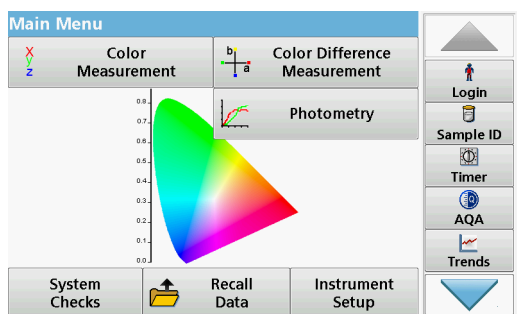 Main Menu
x
y
z
Color
Measurement
b
a
Color Difference
Measurement
Photometry
0.8
0.7
0.6
0.5
0.4
0.3
0.2
0.1
0.0
System
Checks
Recall
Data
Instrument
Setup
Login
Sample ID
Timer
AQA
Trends